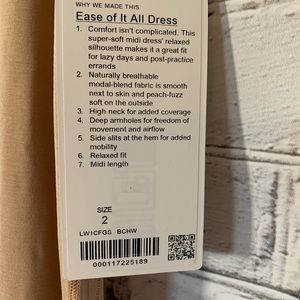 WHY WE MADE THIS
Ease of It All Dress
1. Comfort isn't complicated. This
super-soft midi dress' relaxed
silhouette makes it a great fit
for lazy days and post-practice
errands
2. Naturally breathable
modal-blend fabric is smooth
next to skin and peach-fuzz
soft on the outside
3. High neck for added coverage
4. Deep armholes for freedom of
movement and airflow
5. Side slits at the hem for added
mobility
6. Relaxed fit
7. Midi length
SIZE
2
LW1CFGS BCHW
000117225189